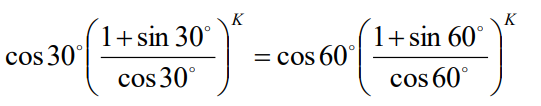 cos 30° ( (1 + sin 30°) / cos 30° )^K = cos 60° ( (1 + sin 60°) / cos 60° )^K